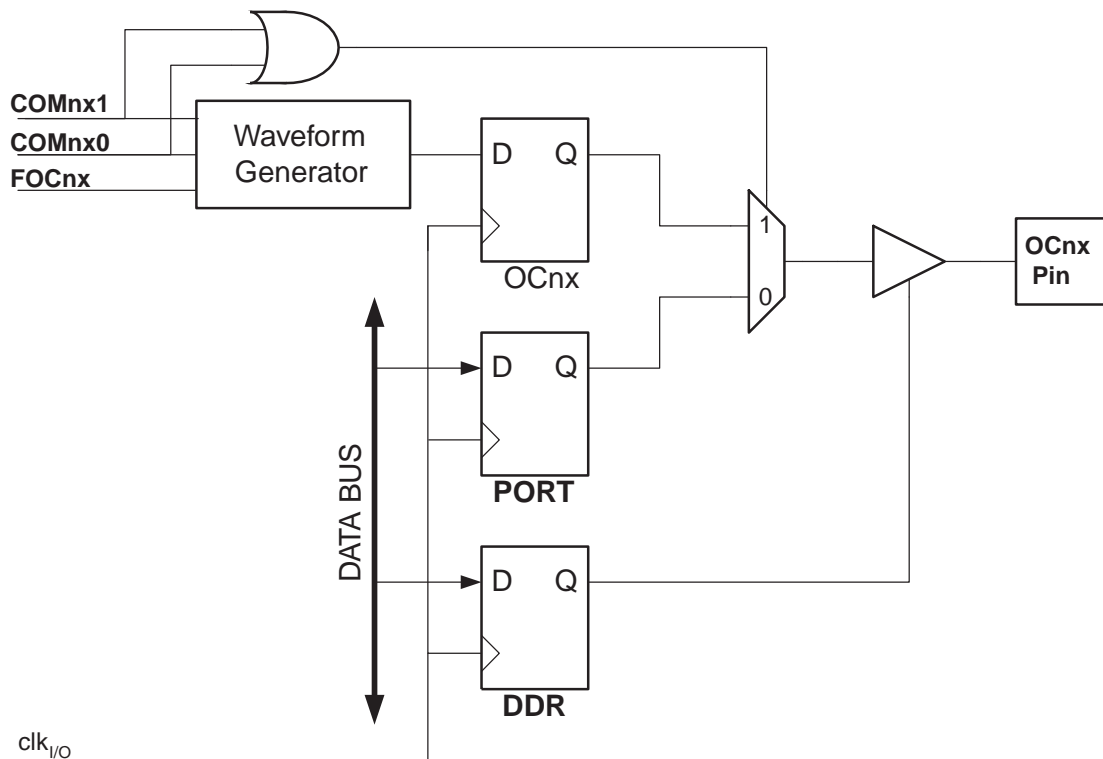 COMnx1
COMnx0
FOCnx
Waveform
Generator
D Q
OCnx
1
0
OCnx
Pin
D Q
PORT
DATA BUS
D Q
DDR
clkI/O